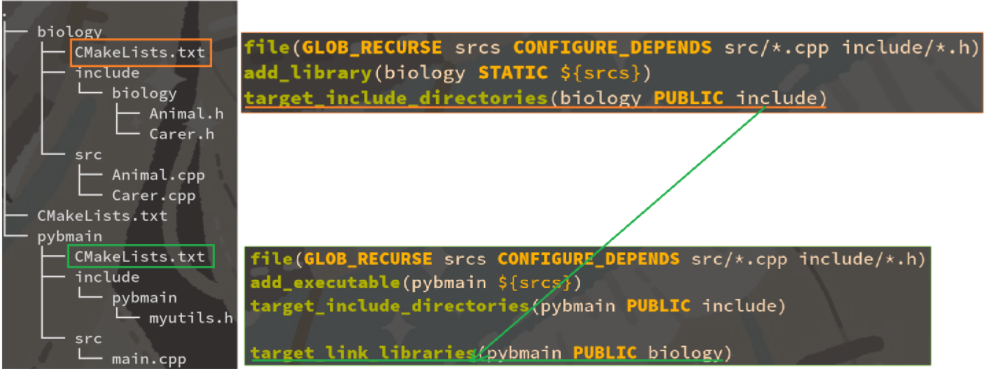 .
biology
CMakeLists.txt
include
biology
Animal.h
Carer.h
src
Animal.cpp
Carer.cpp
CMakeLists.txt
pybmain
CMakeLists.txt
include
pybmain
myutils.h
src
main.cpp
file(GLOB_RECURSE srcs CONFIGURE_DEPENDS src/*.cpp include/*.h)
add_library(biology STATIC ${srcs})
target_include_directories(biology PUBLIC include)
file(GLOB_RECURSE srcs CONFIGURE_DEPENDS src/*.cpp include/*.h)
add_executable(pybmain ${srcs})
target_include_directories(pybmain PUBLIC include)
target_link_libraries(pybmain PUBLIC biology)